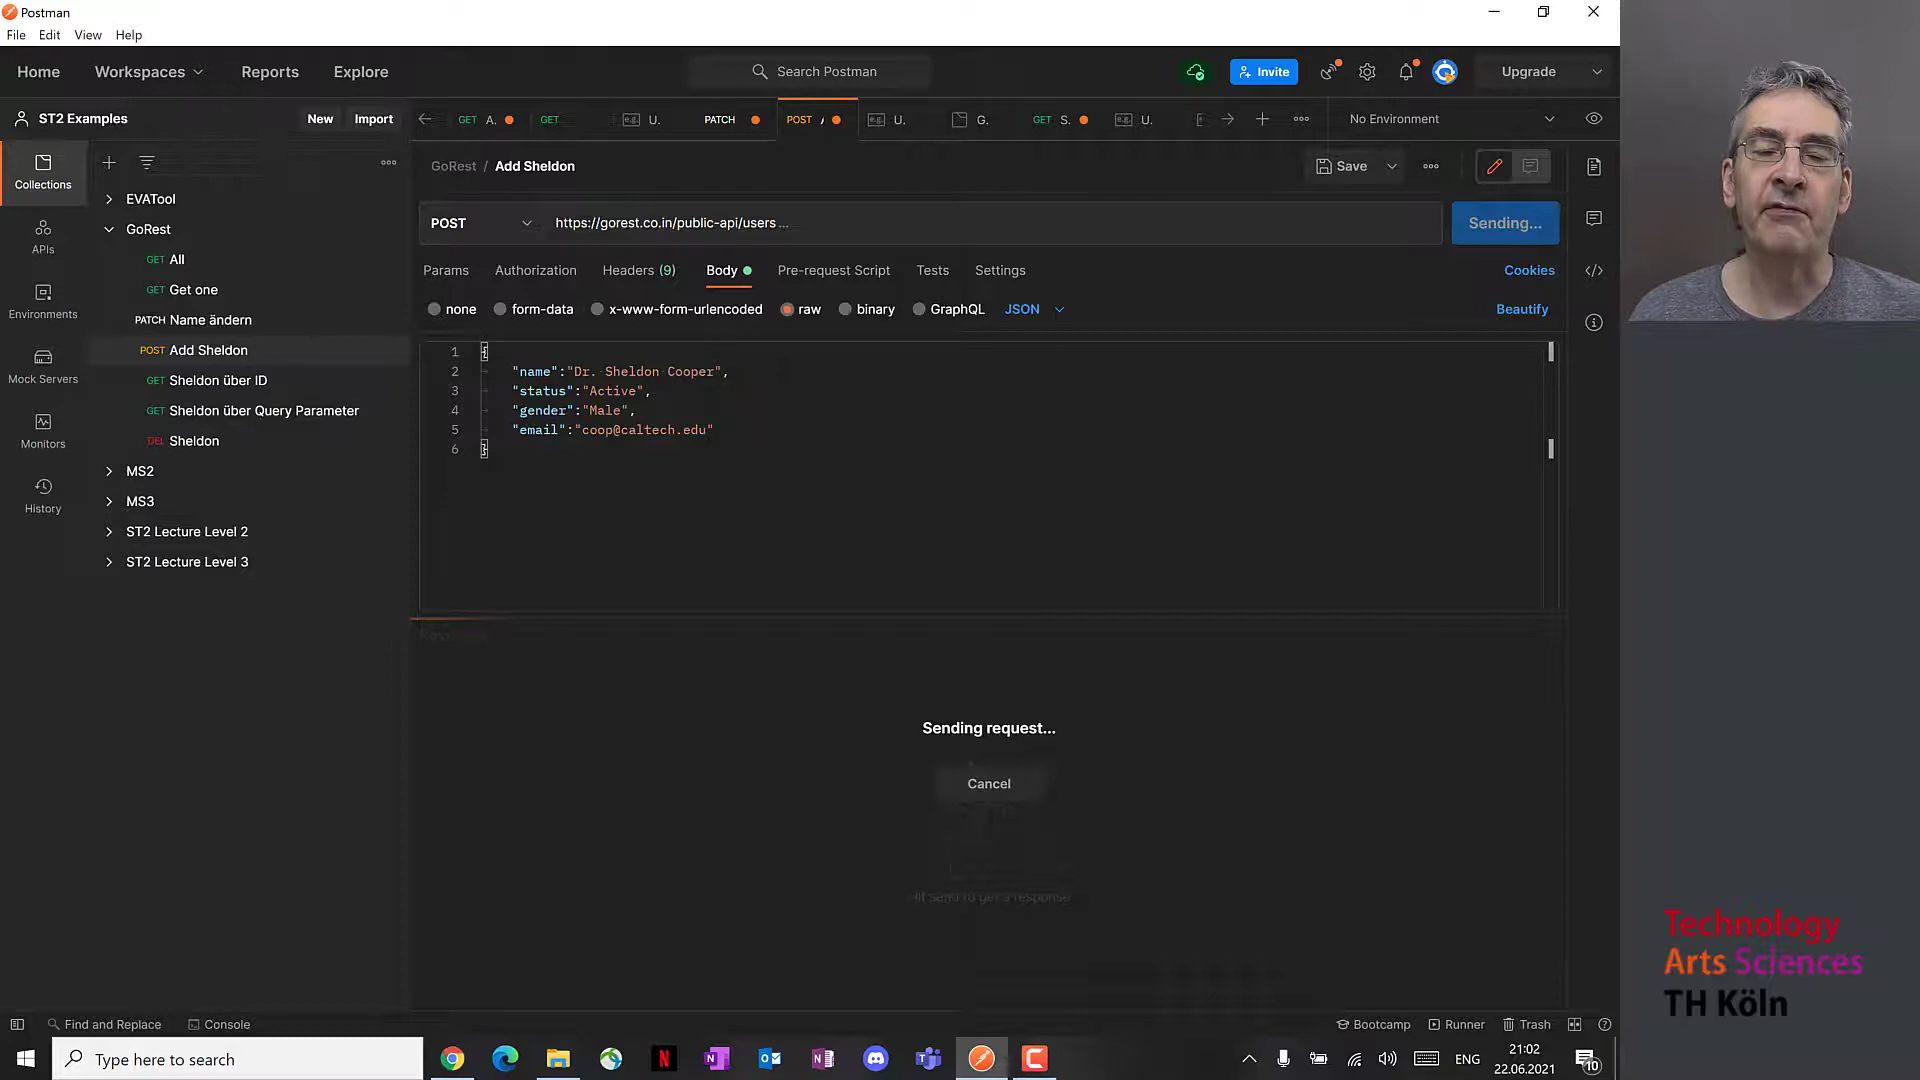 Postman
File Edit View Help
Home Workspaces Reports Explore Search Postman Invite Upgrade
ST2 Examples New Import GET A. GET U. PATCH POST U. G. GET S. U. No Environment
GoRest / Add Sheldon Save
Collections
APIs
Environments
Mock Servers
Monitors
History
EVATool
GoRest
GET All
GET Get one
PATCH Name ändern
POST Add Sheldon
GET Sheldon über ID
GET Sheldon über Query Parameter
DEL Sheldon
MS2
MS3
ST2 Lecture Level 2
ST2 Lecture Level 3
POST https://gorest.co.in/public-api/users ... Sending...
Params Authorization Headers (9) Body Pre-request Script Tests Settings Cookies
none form-data x-www-form-urlencoded raw binary GraphQL JSON Beautify
1 {
2 "name":"Dr. Sheldon Cooper",
3 "status":"Active",
4 "gender":"Male",
5 "email":"coop@caltech.edu"
6 }
Sending request...
Cancel
Hit Send to get a response
Technology
Arts Sciences
TH Köln
Find and Replace Console Bootcamp Runner Trash
Type here to search ENG 21:02
22.06.2021 10